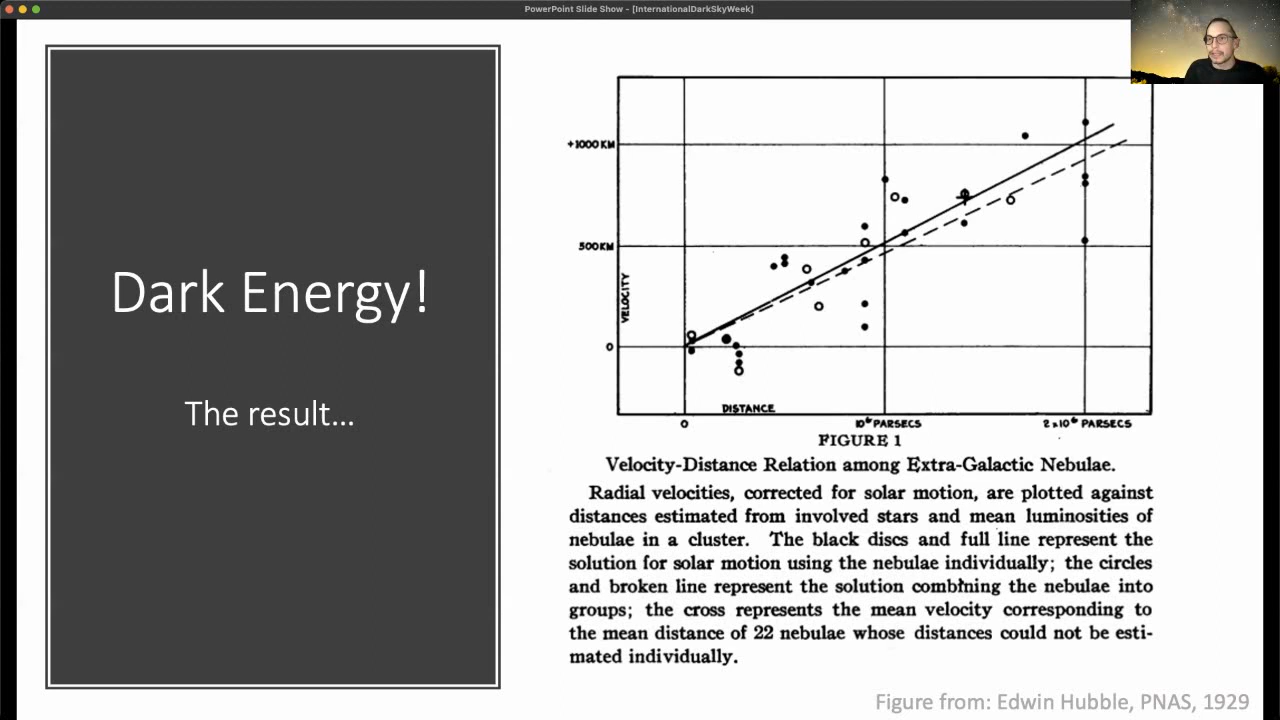 PowerPoint Slide Show - [InternationalDarkSkyWeek]
Dark Energy!
The result...
+1000 KM
500 KM
0
VELOCITY
DISTANCE
0
10⁶ PARSECS
2 x 10⁶ PARSECS
FIGURE 1
Velocity-Distance Relation among Extra-Galactic Nebulae.
Radial velocities, corrected for solar motion, are plotted against
distances estimated from involved stars and mean luminosities of
nebulae in a cluster. The black discs and full line represent the
solution for solar motion using the nebulae individually; the circles
and broken line represent the solution combining the nebulae into
groups; the cross represents the mean velocity corresponding to
the mean distance of 22 nebulae whose distances could not be esti-
mated individually.
Figure from: Edwin Hubble, PNAS, 1929